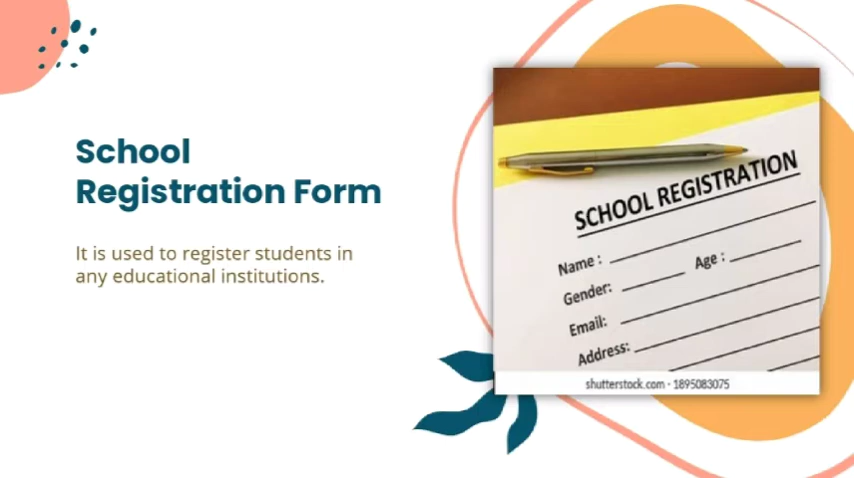 School
Registration Form
It is used to register students in
any educational institutions.
SCHOOL REGISTRATION
Name :
Age :
Gender:
Email:
Address:
shutterstock.com · 1895083075